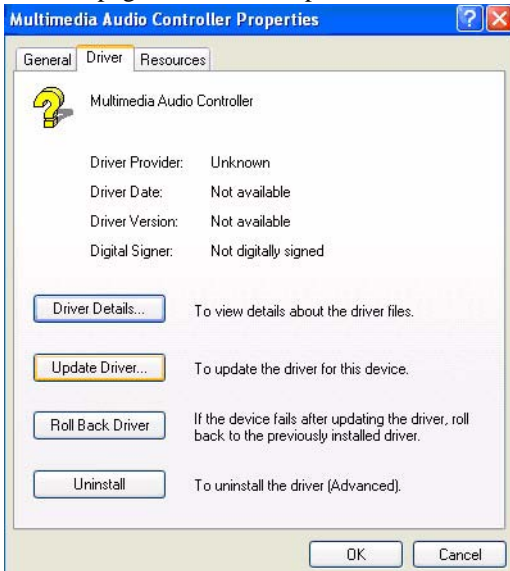 Multimedia Audio Controller Properties
General Driver Resources
Multimedia Audio Controller
Driver Provider: Unknown
Driver Date: Not available
Driver Version: Not available
Digital Signer: Not digitally signed
Driver Details... To view details about the driver files.
Update Driver... To update the driver for this device.
Roll Back Driver If the device fails after updating the driver, roll
back to the previously installed driver.
Uninstall To uninstall the driver (Advanced).
OK Cancel